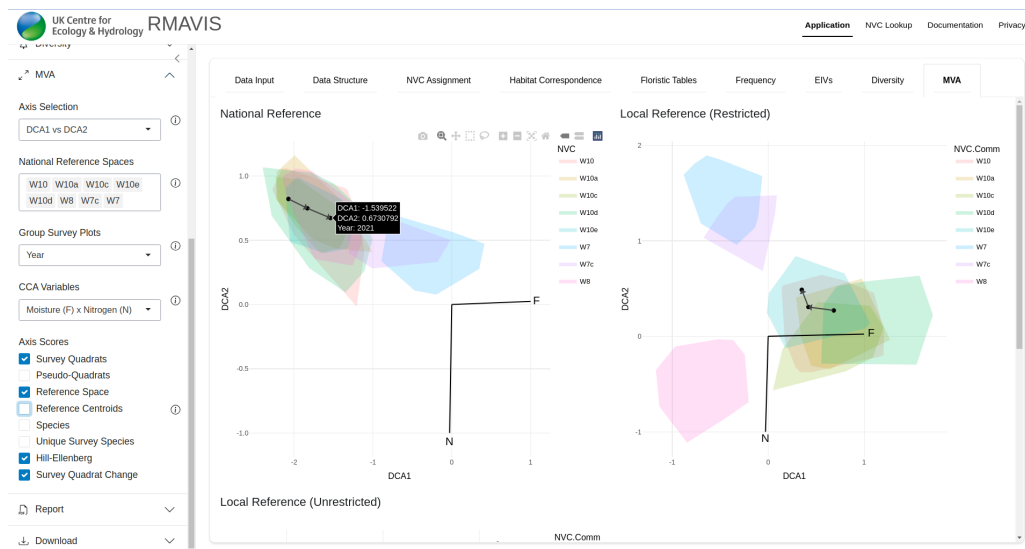 UK Centre for
Ecology & Hydrology
RMAVIS
Application NVC Lookup Documentation Privacy
Diversity
MVA
Axis Selection
DCA1 vs DCA2
National Reference Spaces
W10 W10a W10c W10e
W10d W8 W7c W7
Group Survey Plots
Year
CCA Variables
Moisture (F) x Nitrogen (N)
Axis Scores
Survey Quadrats
Pseudo-Quadrats
Reference Space
Reference Centroids
Species
Unique Survey Species
Hill-Ellenberg
Survey Quadrat Change
Report
Download
Data Input Data Structure NVC Assignment Habitat Correspondence Floristic Tables Frequency EIVs Diversity MVA
National Reference
NVC
W10
W10a
W10c
W10d
W10e
W7
W7c
W8
DCA1: -1.539522
DCA2: 0.6730792
Year: 2021
1.0
0.5
0.0
-0.5
-1.0
DCA2
F
N
-2 -1 0 1
DCA1
Local Reference (Restricted)
NVC.Comm
W10
W10a
W10c
W10d
W10e
W7
W7c
W8
2
1
0
-1
DCA2
F
N
-1 0 1
DCA1
Local Reference (Unrestricted)
NVC.Comm